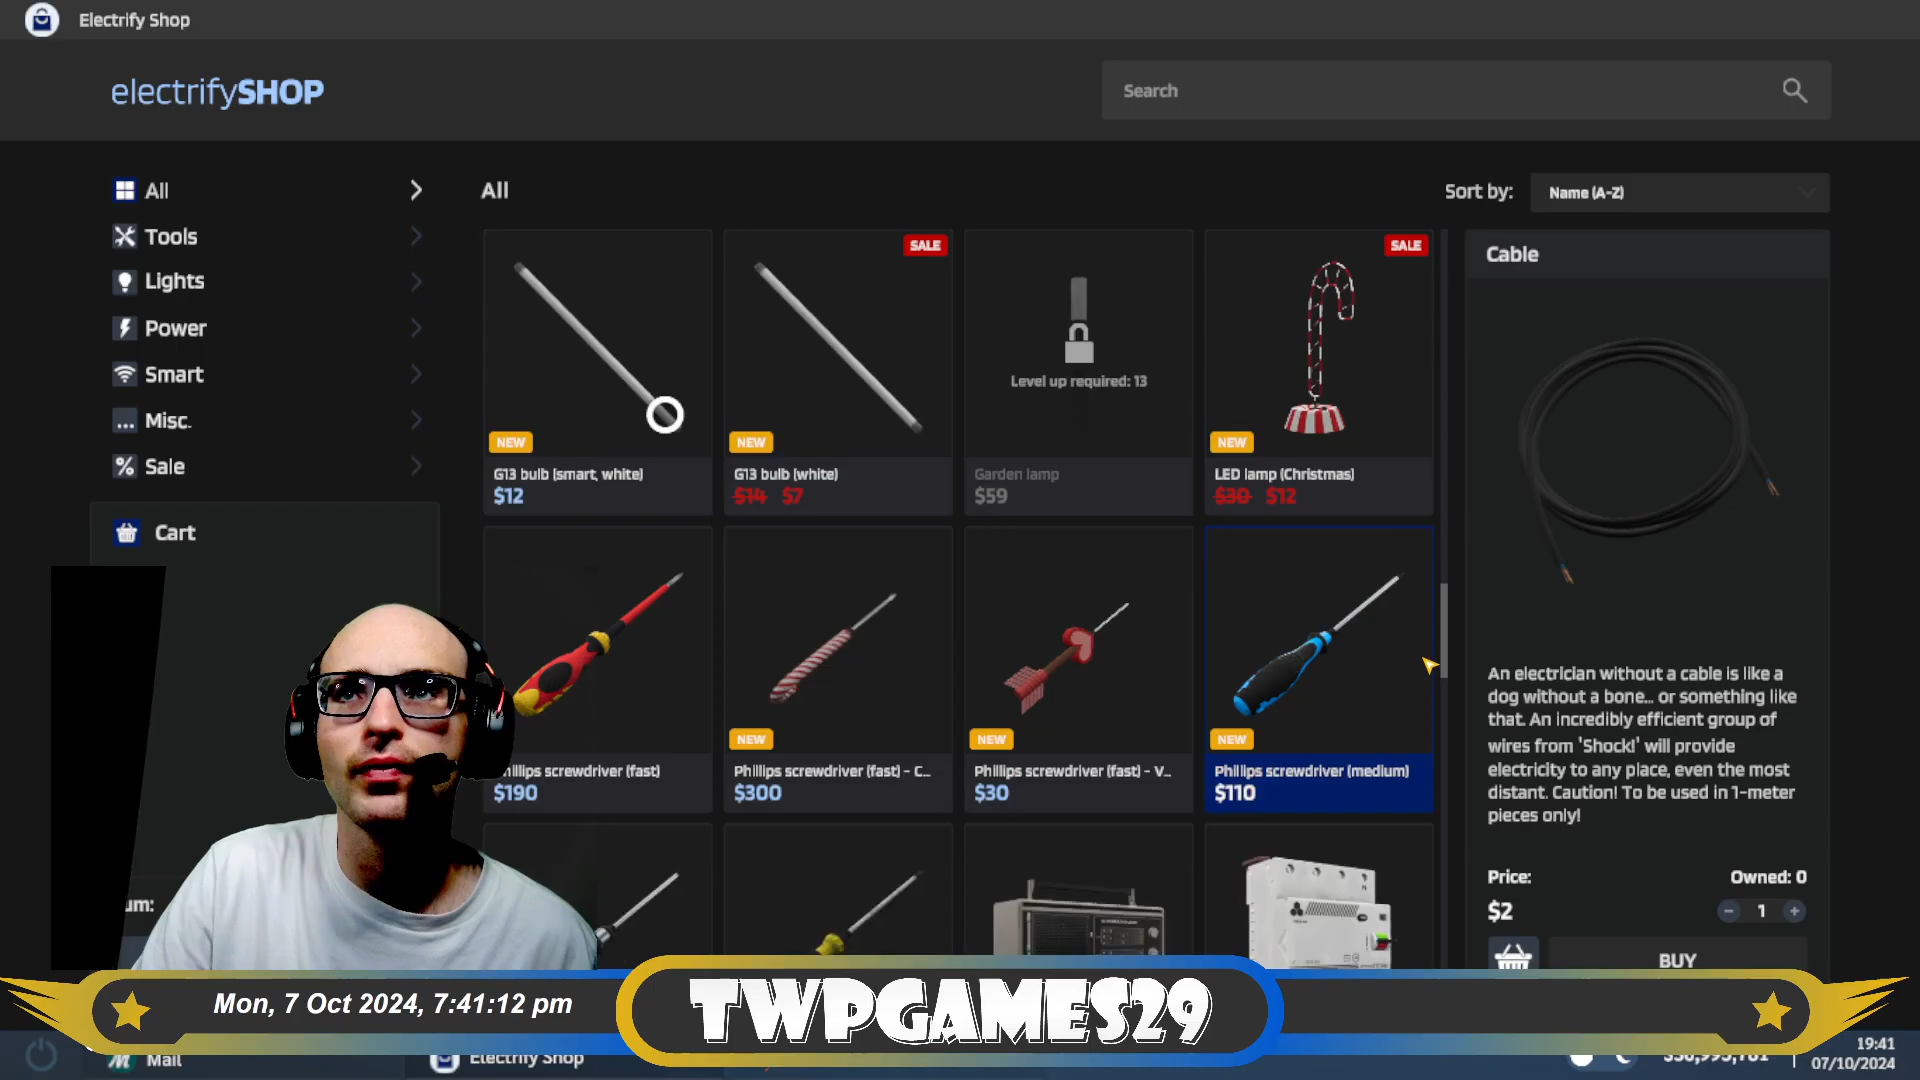 Electrify Shop
electrifySHOP
Search
All
Tools
Lights
Power
Smart
Misc.
Sale
Cart
All
Sort by:
Name (A-Z)
SALE
SALE
Level up required: 13
NEW
NEW
NEW
G13 bulb (smart, white)
$12
G13 bulb (white)
$14 $7
Garden lamp
$59
LED lamp (Christmas)
$30 $12
NEW
NEW
NEW
Phillips screwdriver (fast)
$190
Phillips screwdriver (fast) - C...
$300
Phillips screwdriver (fast) - V...
$30
Phillips screwdriver (medium)
$110
Cable
An electrician without a cable is like a
dog without a bone... or something like
that. An incredibly efficient group of
wires from 'Shock!' will provide
electricity to any place, even the most
distant. Caution! To be used in 1-meter
pieces only!
Price:
Owned: 0
$2
1
BUY
um:
Mon, 7 Oct 2024, 7:41:12 pm
TWPGAMES29
Mail
Electrify Shop
19:41
07/10/2024